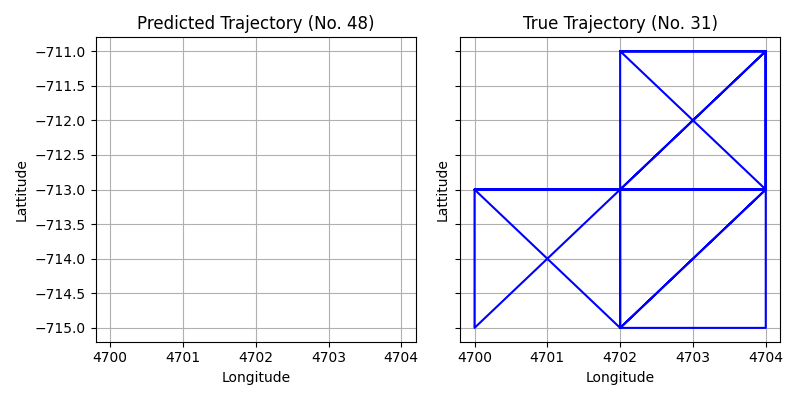 Predicted Trajectory (No. 48)
True Trajectory (No. 31)
−711.0
−711.5
−712.0
−712.5
−713.0
−713.5
−714.0
−714.5
−715.0
Lattitude
Lattitude
4700 4701 4702 4703 4704
4700 4701 4702 4703 4704
Longitude
Longitude